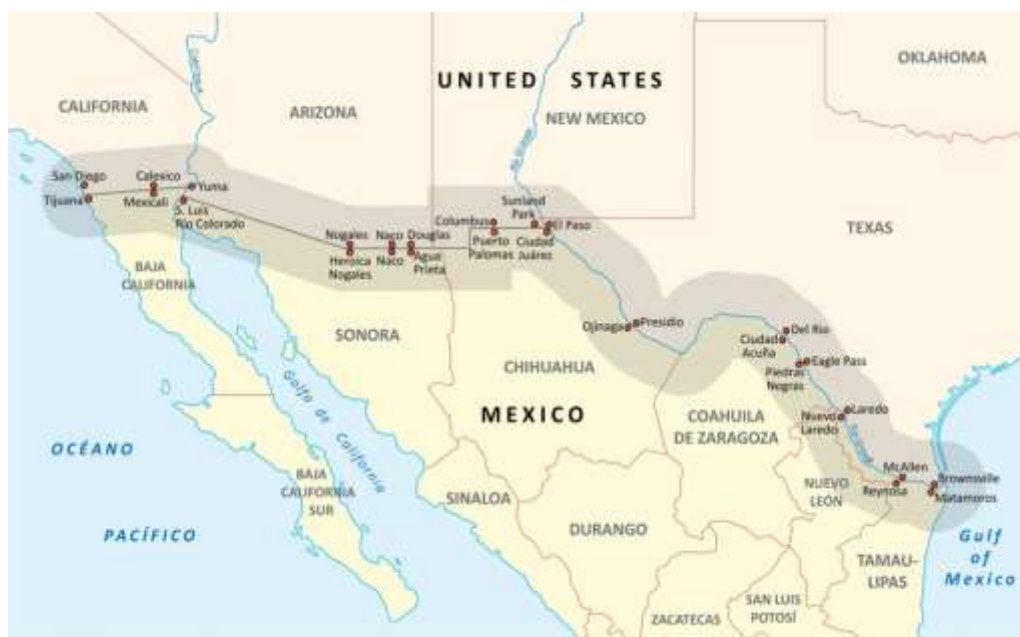 OKLAHOMA
UNITED STATES
CALIFORNIA
ARIZONA
NEW MEXICO
San Diego
Calexico
Yuma
Tijuana
Mexicali
S. Luis
Río Colorado
Sunland
Park
Columbus
El Paso
Puerto
Palomas
Ciudad
Juárez
TEXAS
Nogales
Naco
Douglas
Heroica
Nogales
Naco
Agua
Prieta
BAJA
CALIFORNIA
SONORA
Ojinaga
Presidio
Del Rio
Ciudad
Acuña
Eagle Pass
Piedras
Negras
CHIHUAHUA
Golfo de California
MEXICO
COAHUILA
DE ZARAGOZA
Nuevo
Laredo
Laredo
OCÉANO
PACÍFICO
BAJA
CALIFORNIA
SUR
SINALOA
DURANGO
NUEVO
LEÓN
McAllen
Reynosa
Brownsville
Matamoros
Gulf
of
Mexico
TAMAU-
LIPAS
ZACATECAS
SAN LUIS
POTOSÍ